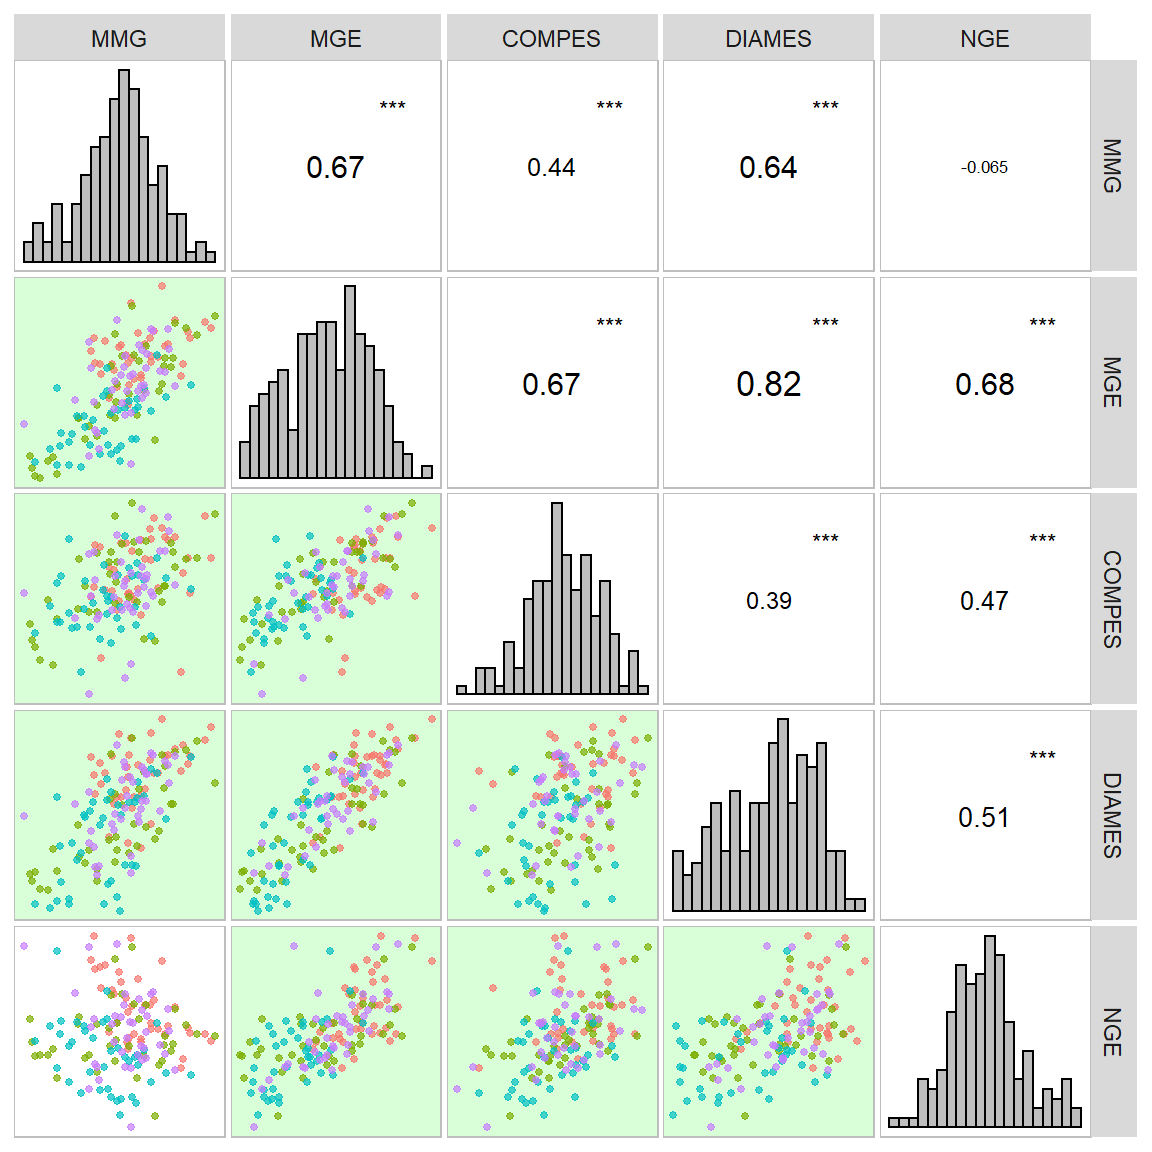 MMG MGE COMPES DIAMES NGE
*** *** ***
0.67 0.44 0.64 -0.065
MMG
*** *** ***
0.67 0.82 0.68
MGE
*** ***
0.39 0.47
COMPES
***
0.51
DIAMES
NGE